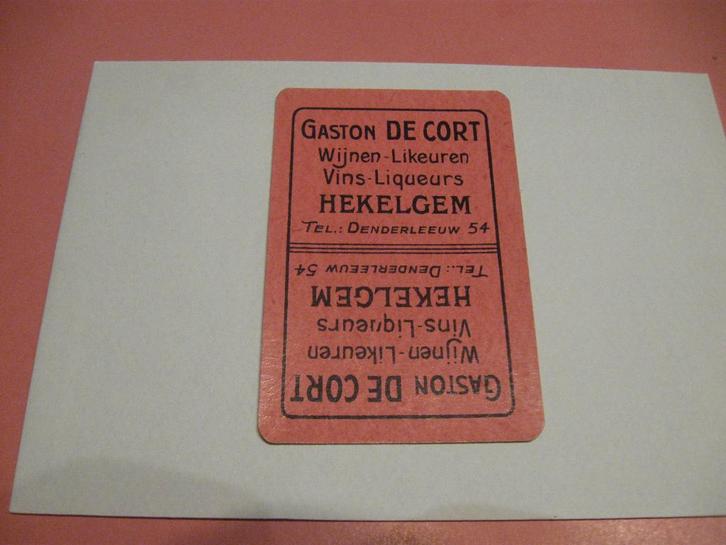 GASTON DE CORT
Wijnen-Likeuren
Vins-Liqueurs
HEKELGEM
TEL.: DENDERLEEUW 54
TEL.: DENDERLEEUW 54
HEKELGEM
Vins-Liqueurs
Wijnen-Likeuren
GASTON DE CORT